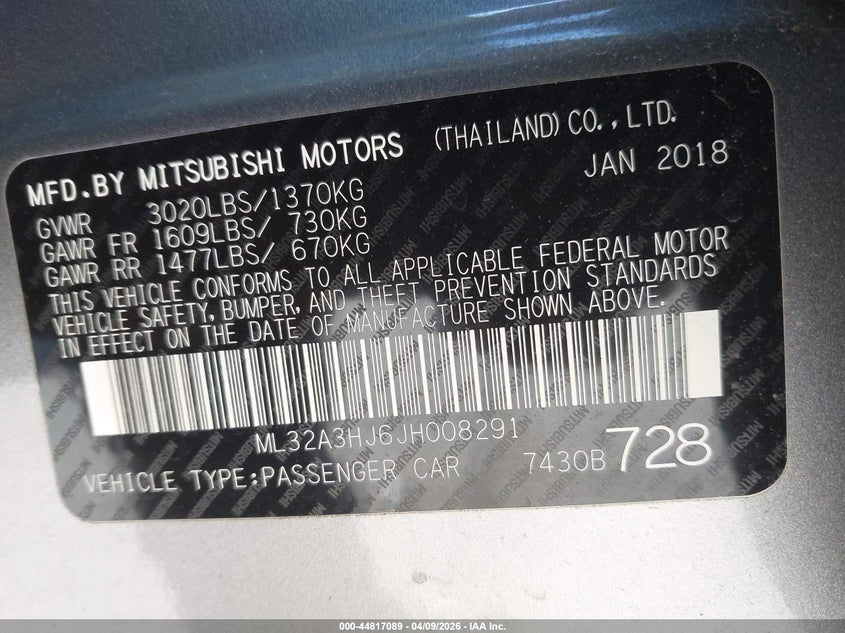 MFD.BY MITSUBISHI MOTORS (THAILAND) CO.,LTD.
JAN 2018
GVWR 3020LBS/1370KG
GAWR FR 1609LBS/ 730KG
GAWR RR 1477LBS/ 670KG
THIS VEHICLE CONFORMS TO ALL APPLICABLE FEDERAL MOTOR
VEHICLE SAFETY, BUMPER, AND THEFT PREVENTION STANDARDS
IN EFFECT ON THE DATE OF MANUFACTURE SHOWN ABOVE.
ML32A3HJ6JH008291
VEHICLE TYPE:PASSENGER CAR 7430B 728
000-44817089 - 04/09/2026 - IAA Inc.